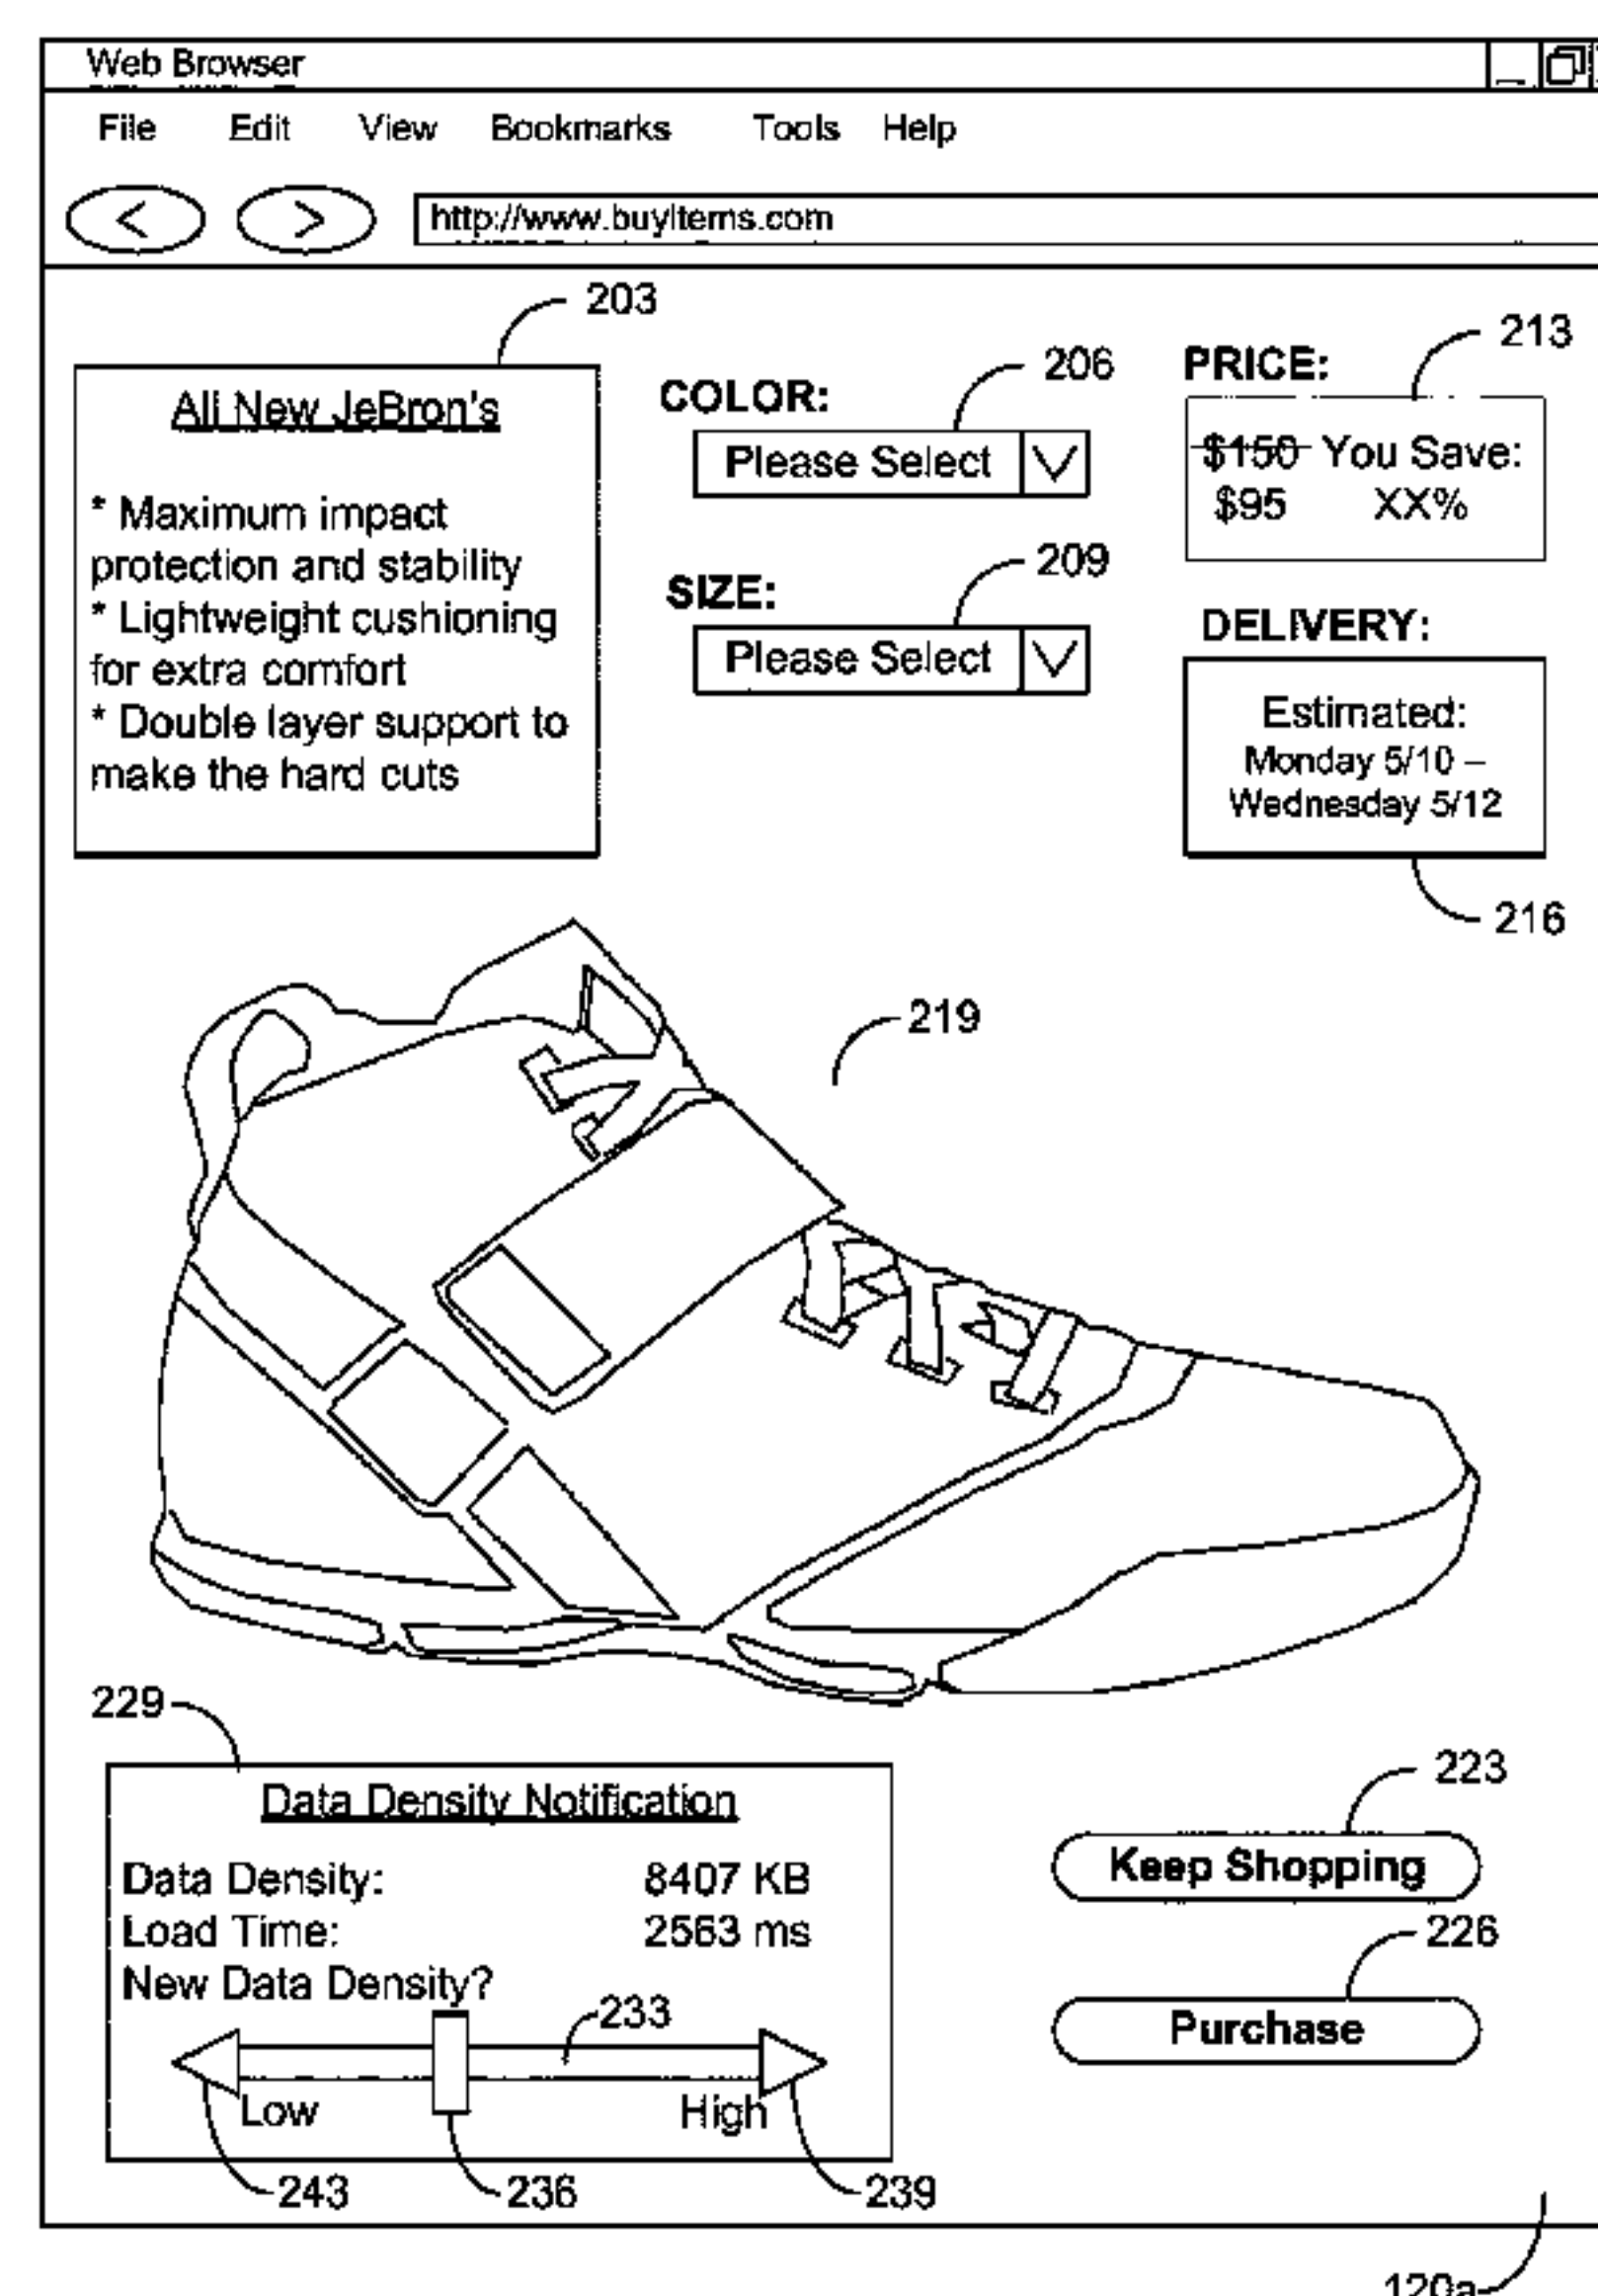 Web Browser
File Edit View Bookmarks Tools Help
< > http://www.buyItems.com
203
All New JeBron's
* Maximum impact
protection and stability
* Lightweight cushioning
for extra comfort
* Double layer support to
make the hard cuts
COLOR:
206
Please Select
SIZE:
209
Please Select
PRICE:
213
$150 You Save:
$95 XX%
DELIVERY:
Estimated:
Monday 5/10 –
Wednesday 5/12
216
219
229
Data Density Notification
Data Density: 8407 KB
Load Time: 2563 ms
New Data Density?
233
Low High
243 236 239
223
Keep Shopping
226
Purchase
120a